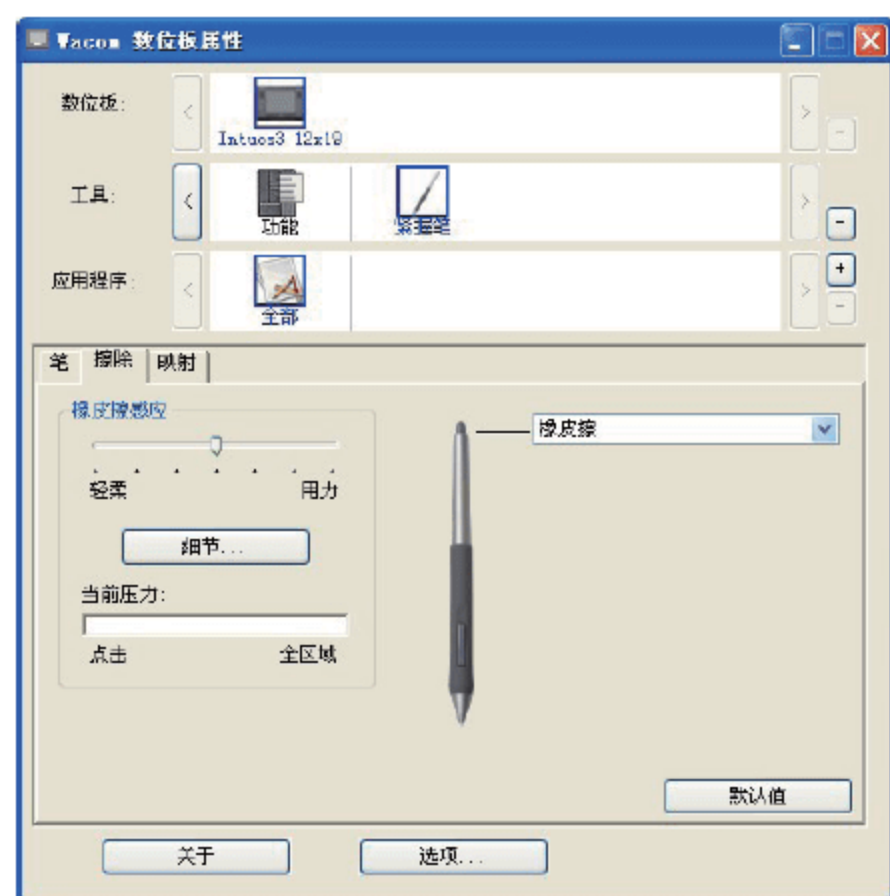 Wacom 数位板属性
数位板:
Intuos3 12x19
工具:
功能
紧握笔
应用程序:
全部
笔 擦除 映射
橡皮擦感应
橡皮擦
轻柔 用力
细节...
当前压力:
点击 全区域
默认值
关于 选项...